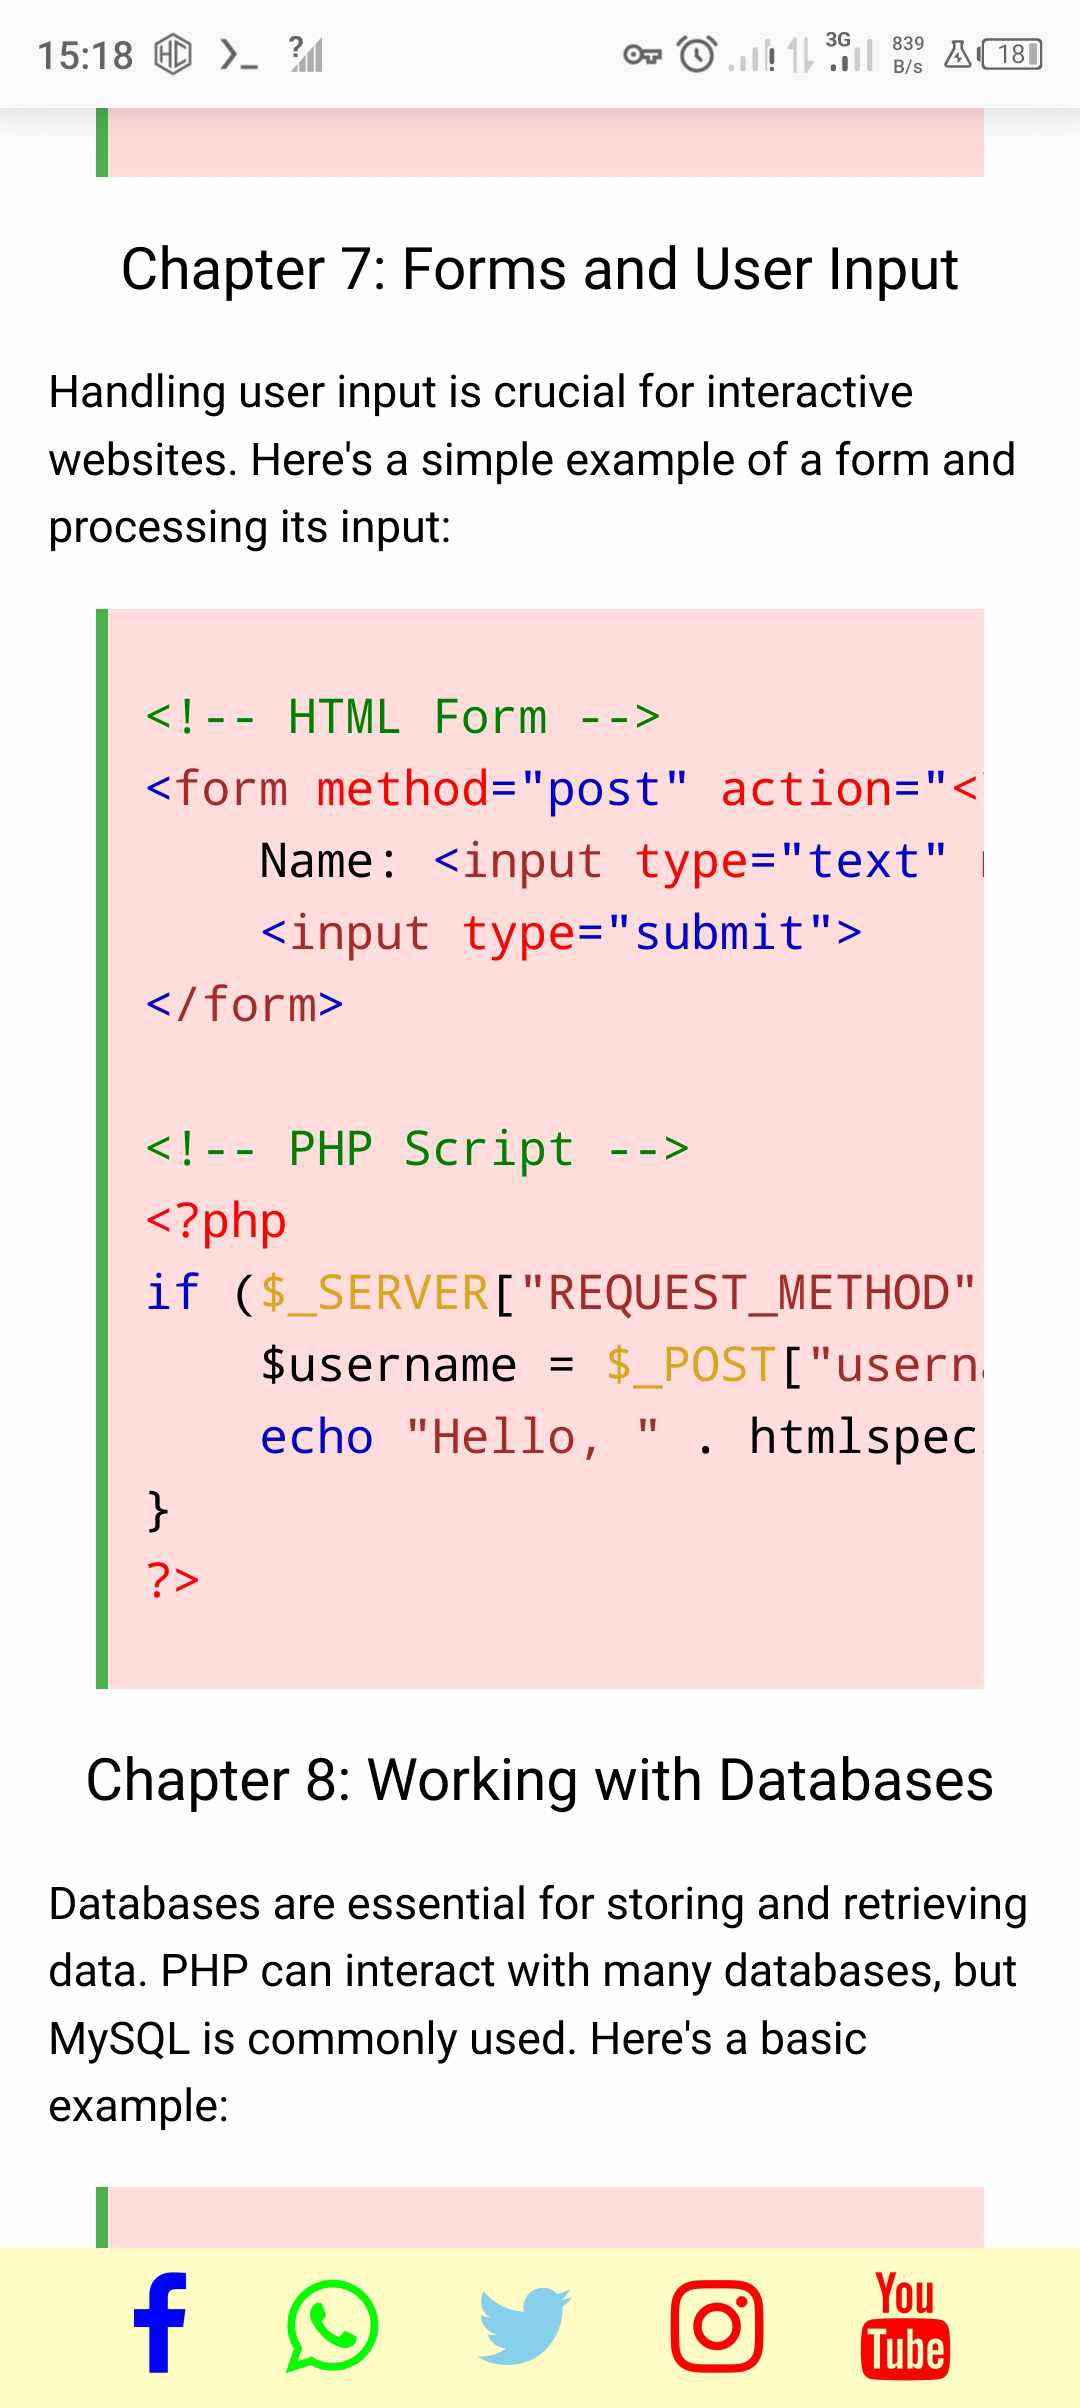 15:18
3G
839
B/s
18
Chapter 7: Forms and User Input
Handling user input is crucial for interactive
websites. Here's a simple example of a form and
processing its input:
<!-- HTML Form -->
<form method="post" action="<
Name: <input type="text"
<input type="submit">
</form>
<!-- PHP Script -->
<?php
if ($_SERVER["REQUEST_METHOD"
$username = $_POST["userna
echo "Hello, " . htmlspec
}
?>
Chapter 8: Working with Databases
Databases are essential for storing and retrieving
data. PHP can interact with many databases, but
MySQL is commonly used. Here's a basic
example:
You
Tube